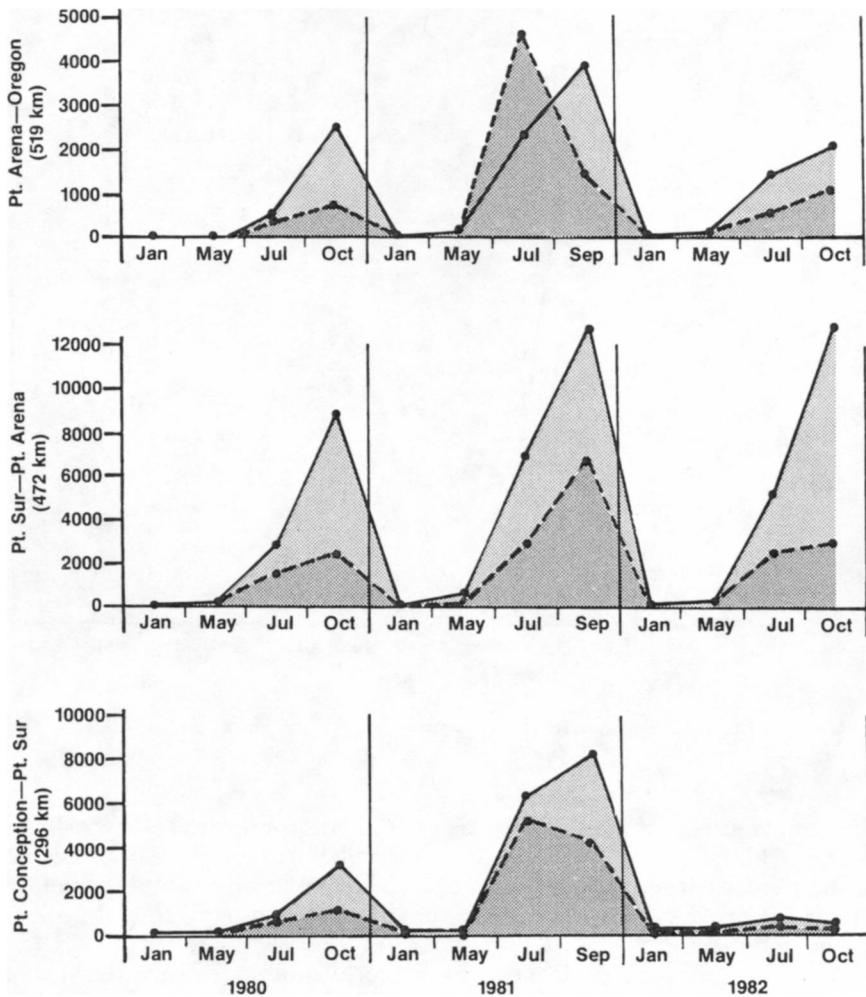 Pt. Arena—Oregon
(519 km)
5000
4000
3000
2000
1000
0
Jan May Jul Oct Jan May Jul Sep Jan May Jul Oct
Pt. Sur—Pt. Arena
(472 km)
12000
10000
8000
6000
4000
2000
0
Jan May Jul Oct Jan May Jul Sep Jan May Jul Oct
Pt. Conception—Pt. Sur
(296 km)
10000
8000
6000
4000
2000
0
Jan May Jul Oct Jan May Jul Sep Jan May Jul Oct
1980 1981 1982